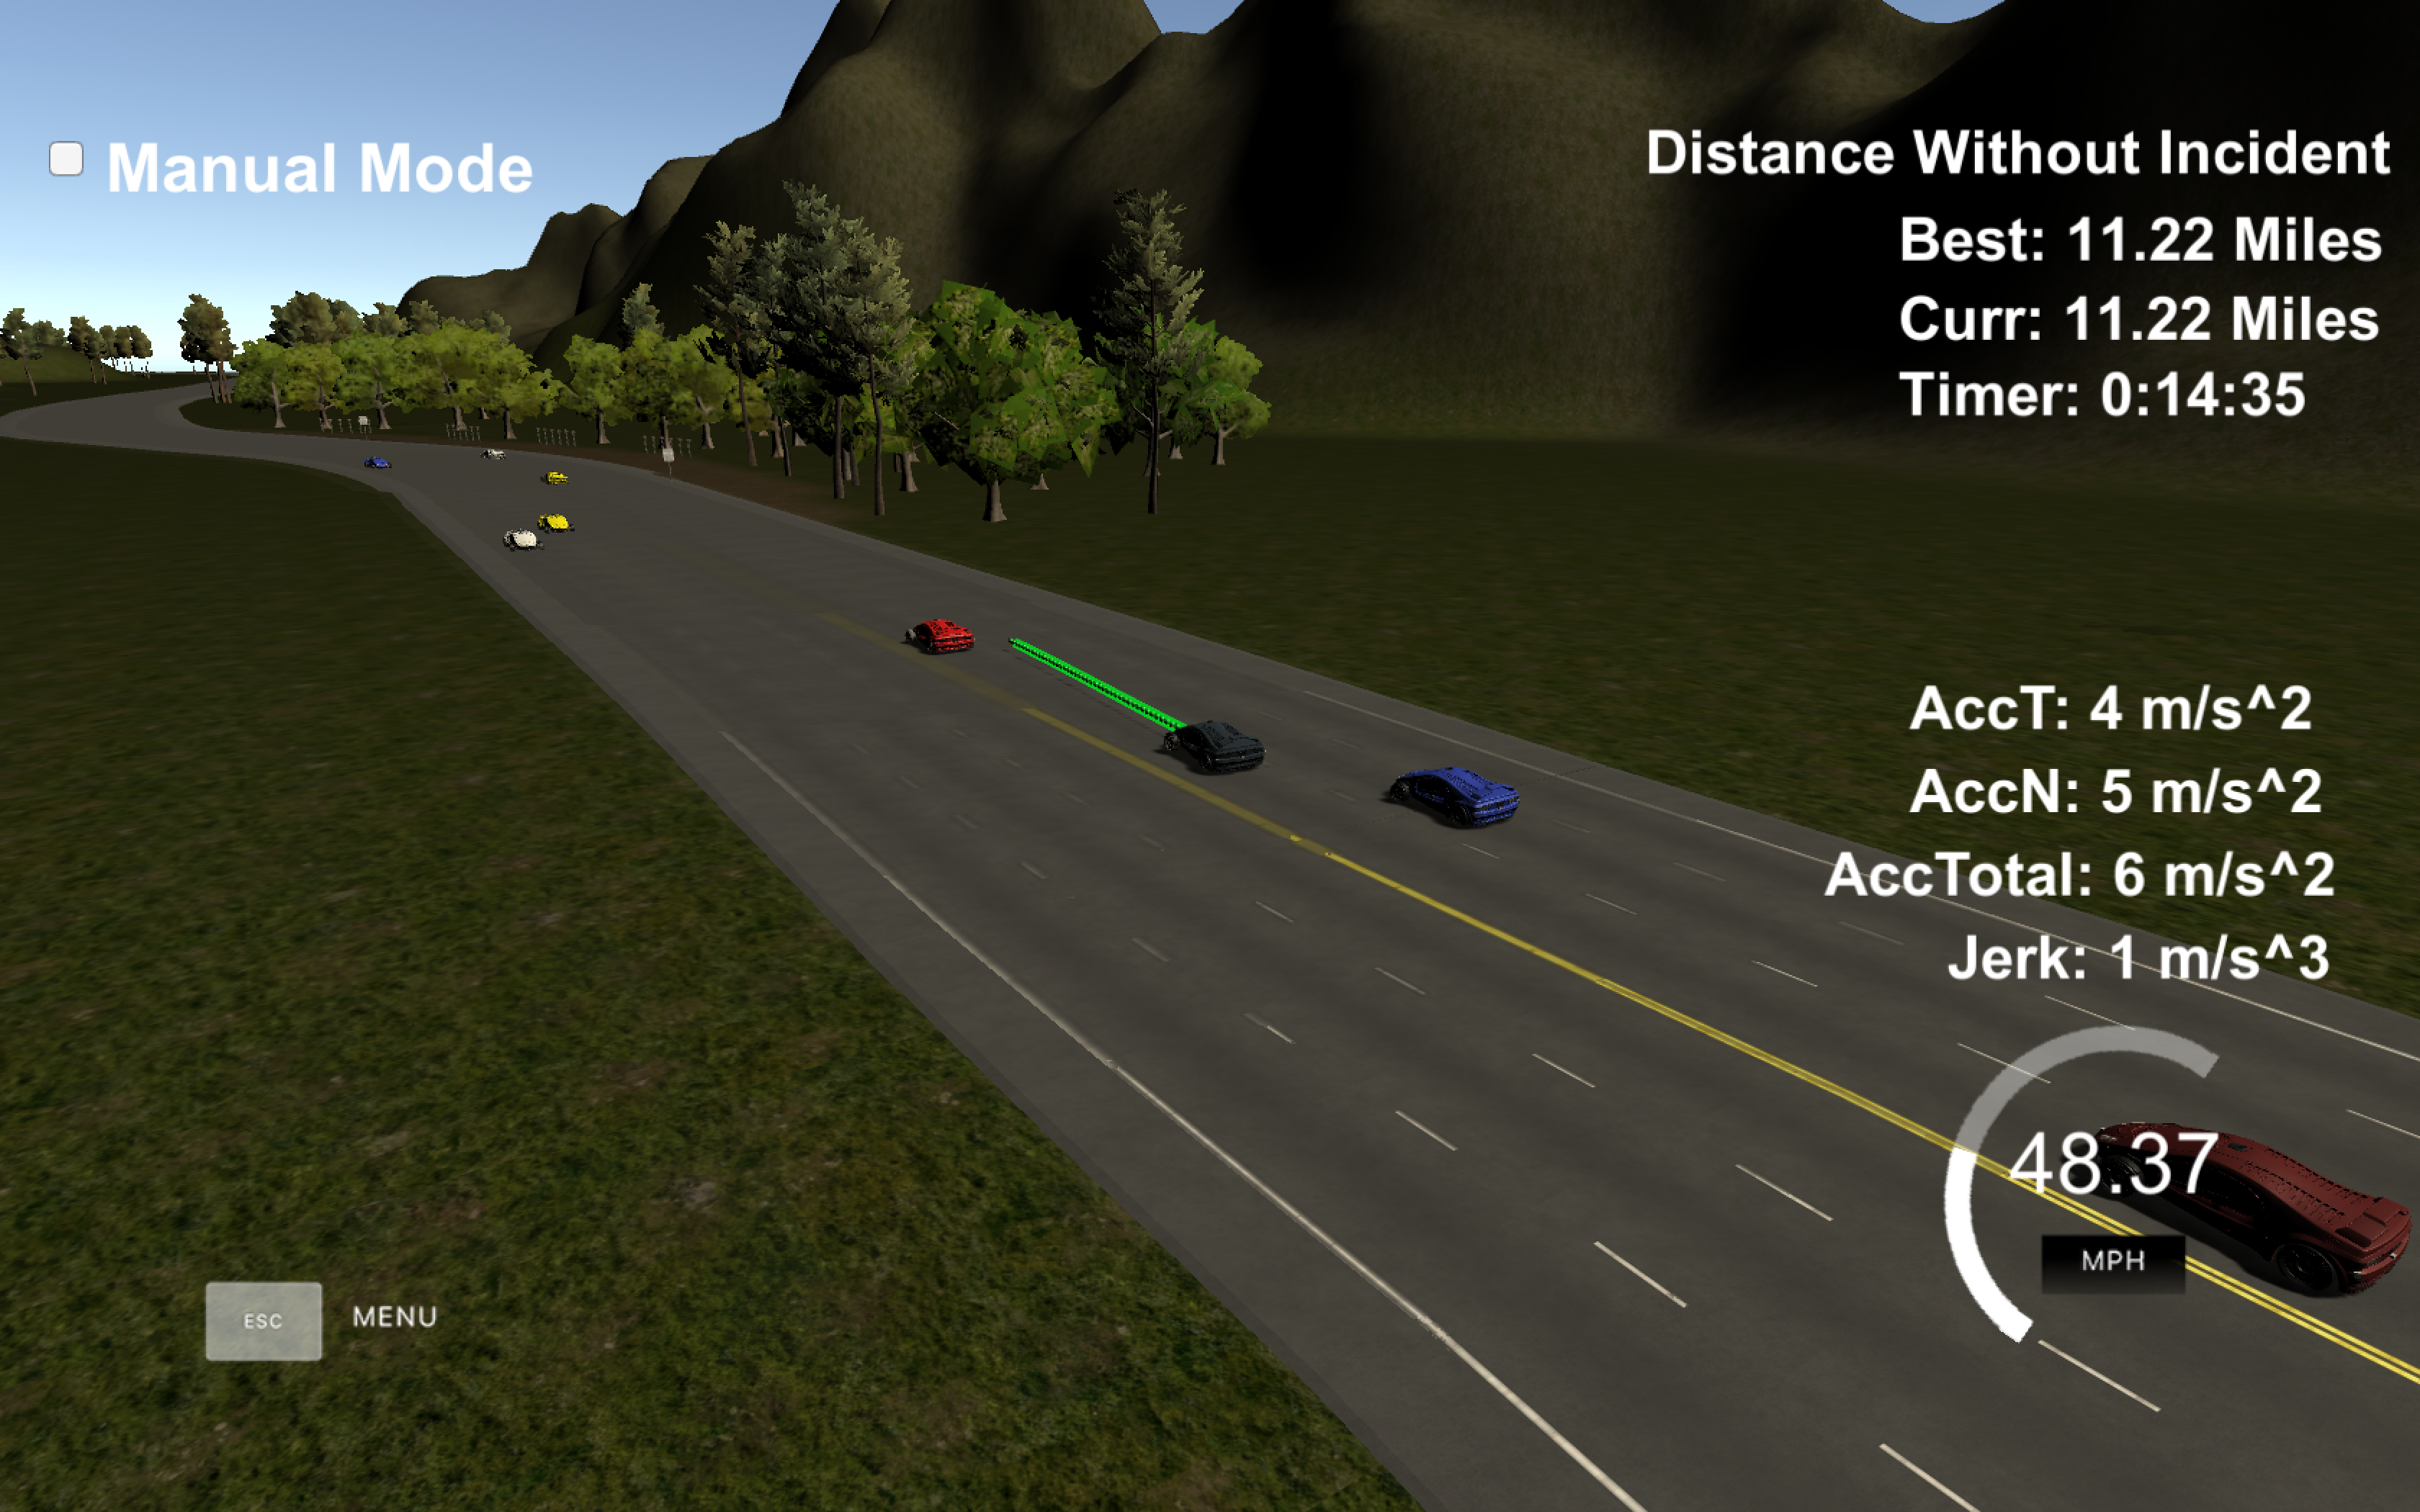 Manual Mode
Distance Without Incident
Best: 11.22 Miles
Curr: 11.22 Miles
Timer: 0:14:35
AccT: 4 m/s^2
AccN: 5 m/s^2
AccTotal: 6 m/s^2
Jerk: 1 m/s^3
48.37
MPH
ESC MENU